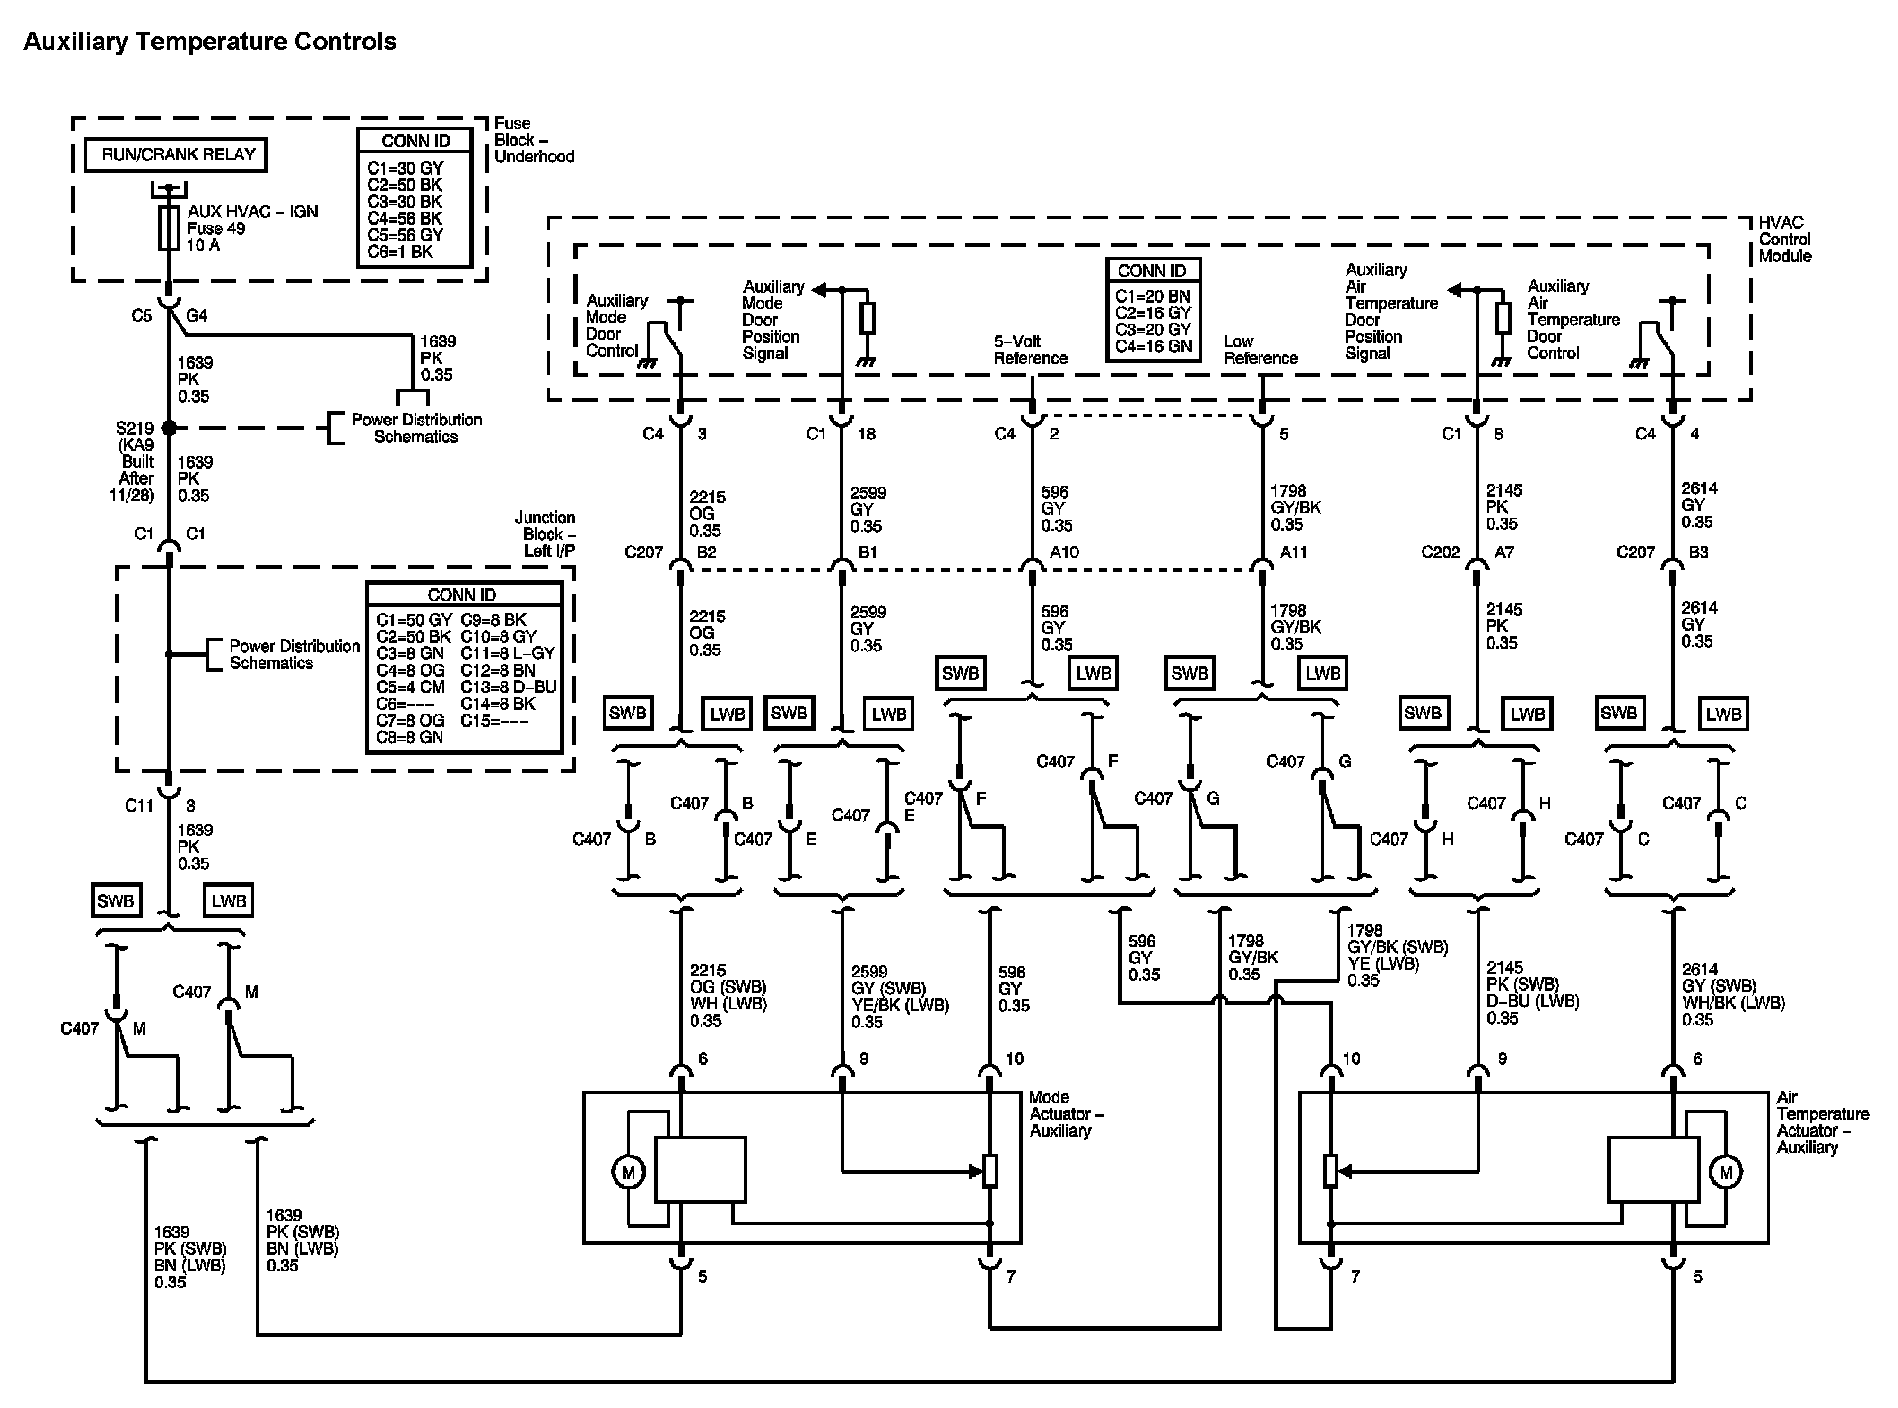 Auxiliary Temperature Controls
Fuse
Block –
Underhood
RUN/CRANK RELAY
AUX HVAC – IGN
Fuse 49
10 A
CONN ID
C1=30 GY
C2=50 BK
C3=30 BK
C4=56 BK
C5=56 GY
C6=1 BK
C5 G4
1639
PK
0.35
1639
PK
0.35
S219
(KA9
Built
After
11/28)
Power Distribution
Schematics
1639
PK
0.35
C1 C1
Junction
Block –
Left I/P
CONN ID
C1=50 GY C9=8 BK
C2=50 BK C10=8 GY
C3=8 GN C11=8 L-GY
C4=8 OG C12=8 BN
C5=4 CM C13=8 D-BU
C6=--- C14=8 BK
C7=8 OG C15=---
C8=8 GN
Power Distribution
Schematics
C11 3
1639
PK
0.35
SWB LWB
C407 M
C407 M
1639
PK (SWB)
BN (LWB)
0.35
1639
PK (SWB)
BN (LWB)
0.35
HVAC
Control
Module
Auxiliary
Mode
Door
Control
Auxiliary
Mode
Door
Position
Signal
5-Volt
Reference
CONN ID
C1=20 BN
C2=16 GY
C3=20 GY
C4=16 GN
Low
Reference
Auxiliary
Air
Temperature
Door
Position
Signal
Auxiliary
Air
Temperature
Door
Control
C4 3 C1 18 C4 2 5 C1 8 C4 4
2215
OG
0.35
2599
GY
0.35
596
GY
0.35
1798
GY/BK
0.35
2145
PK
0.35
2614
GY
0.35
C207 B2 B1 A10 A11 C202 A7 C207 B3
2215
OG
0.35
2599
GY
0.35
596
GY
0.35
1798
GY/BK
0.35
2145
PK
0.35
2614
GY
0.35
SWB LWB SWB LWB
SWB LWB SWB LWB SWB LWB SWB LWB
C407 F C407 G
C407 B C407 E C407 F C407 G C407 H C407 C
C407 B C407 E C407 H C407 C
2215
OG (SWB)
WH (LWB)
0.35
2599
GY (SWB)
YE/BK (LWB)
0.35
596
GY
0.35
596
GY
0.35
1798
GY/BK
0.35
1798
GY/BK (SWB)
YE (LWB)
0.35
2145
PK (SWB)
D-BU (LWB)
0.35
2614
GY (SWB)
WH/BK (LWB)
0.35
6 9 10 10 9 6
Mode
Actuator –
Auxiliary
Air
Temperature
Actuator –
Auxiliary
M M
5 7 7 5